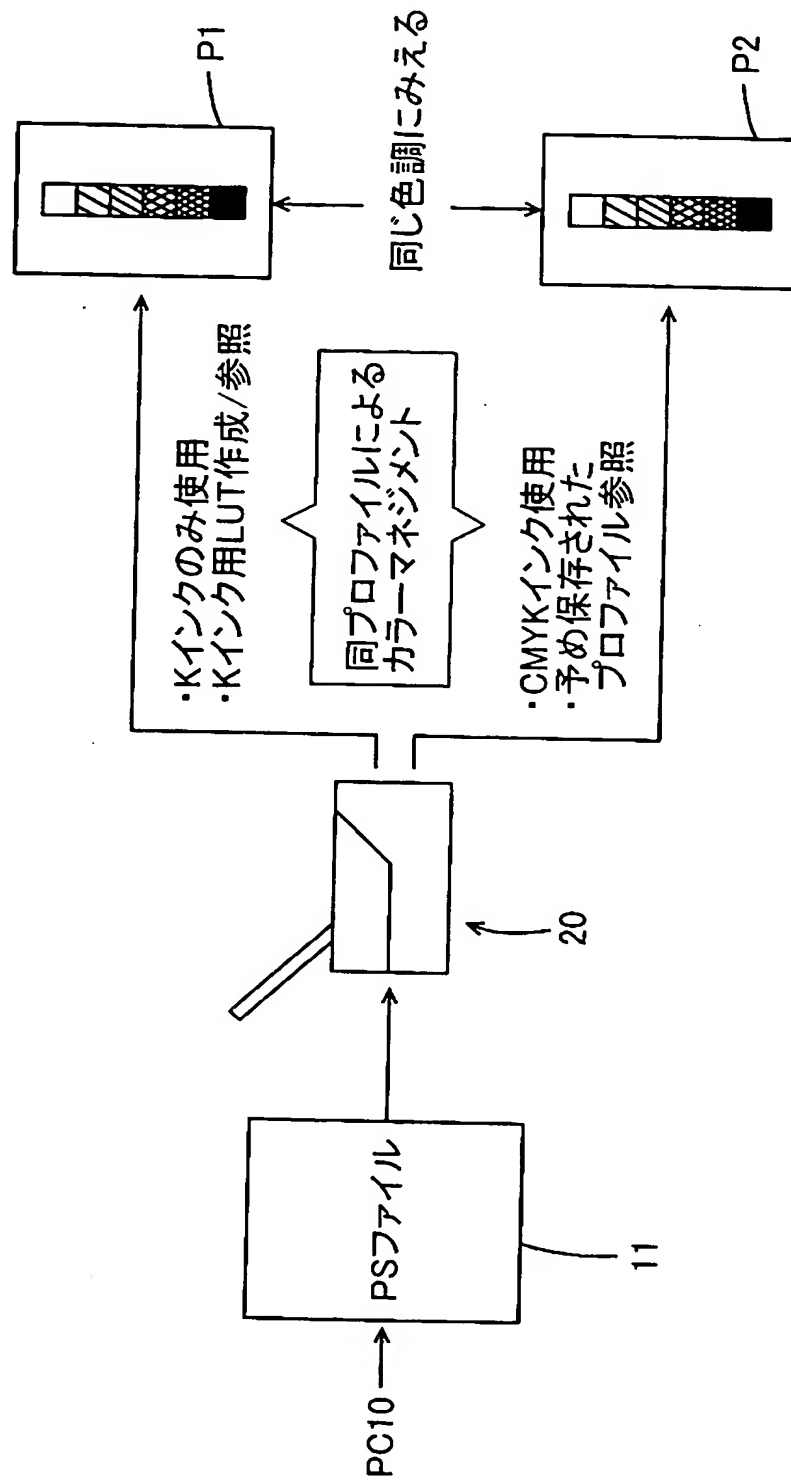 PC10
PSファイル
11
20
・Kインクのみ使用
・Kインク用LUT作成/参照
同プロファイルによる
カラーマネジメント
・CMYKインク使用
・予め保存された
プロファイル参照
P1
同じ色調にみえる
P2